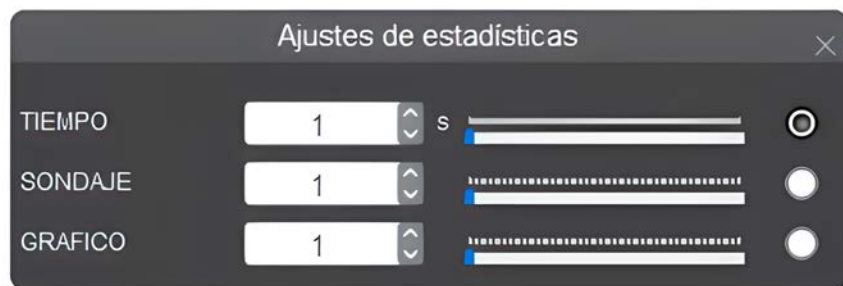 Ajustes de estadísticas
TIEMPO 1 s
SONDAJE 1
GRAFICO 1